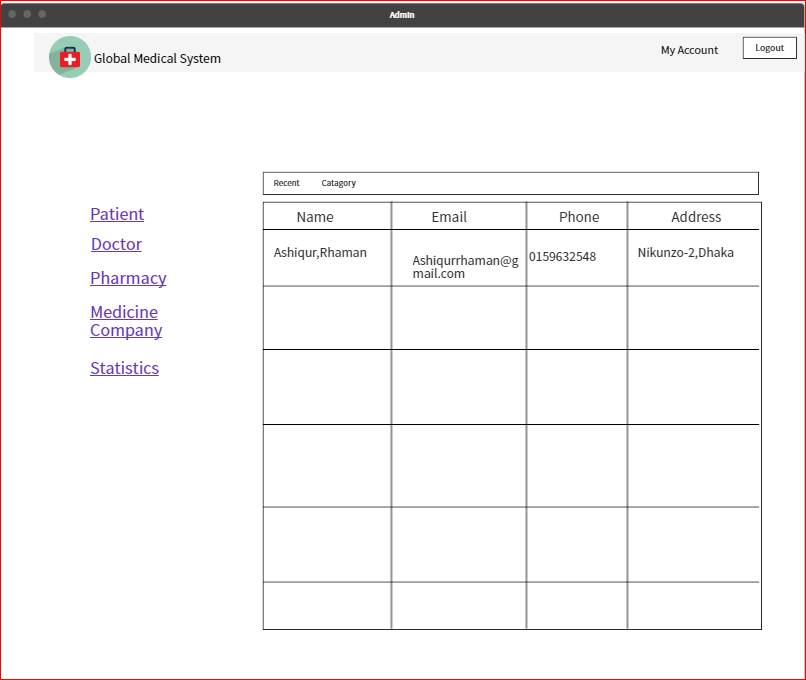 Admin
Global Medical System
My Account
Logout
Recent Catagory
Patient
Doctor
Pharmacy
Medicine
Company
Statistics
Name Email Phone Address
Ashiqur,Rhaman
Ashiqurrhaman@g
mail.com
0159632548
Nikunzo-2,Dhaka